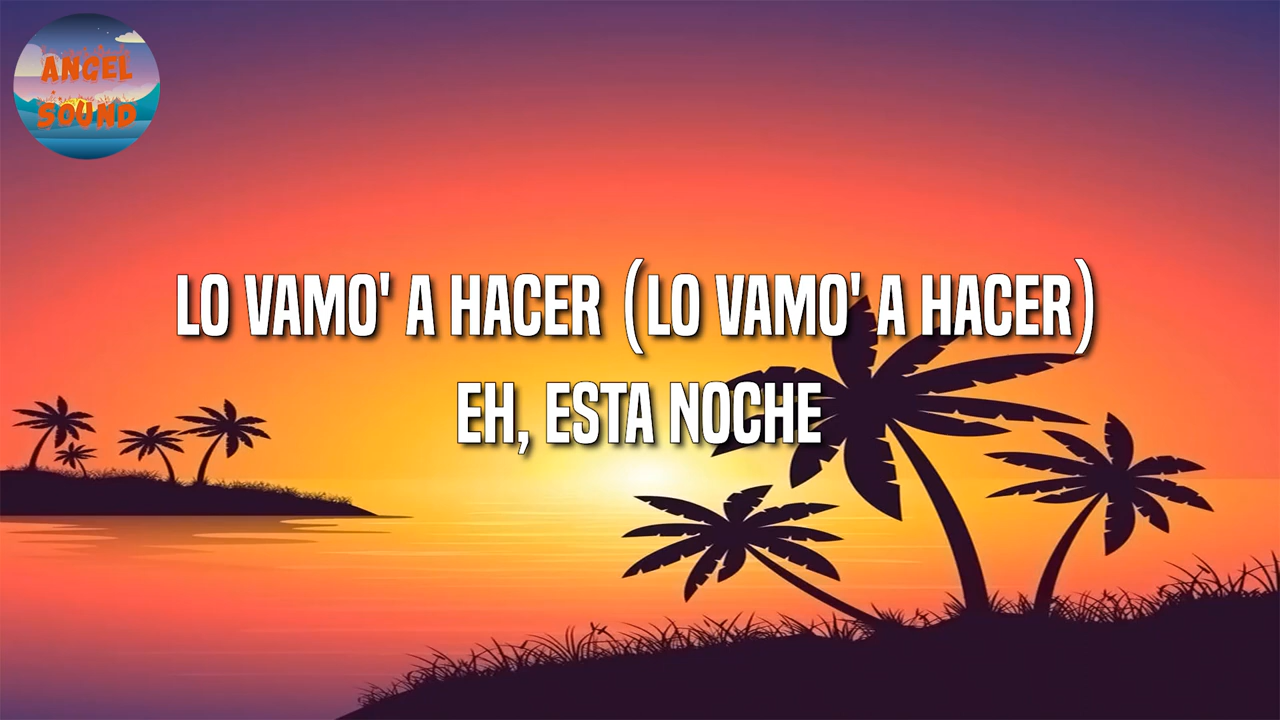 ANGEL
SOUND
LO VAMO' A HACER (LO VAMO' A HACER)
EH, ESTA NOCHE